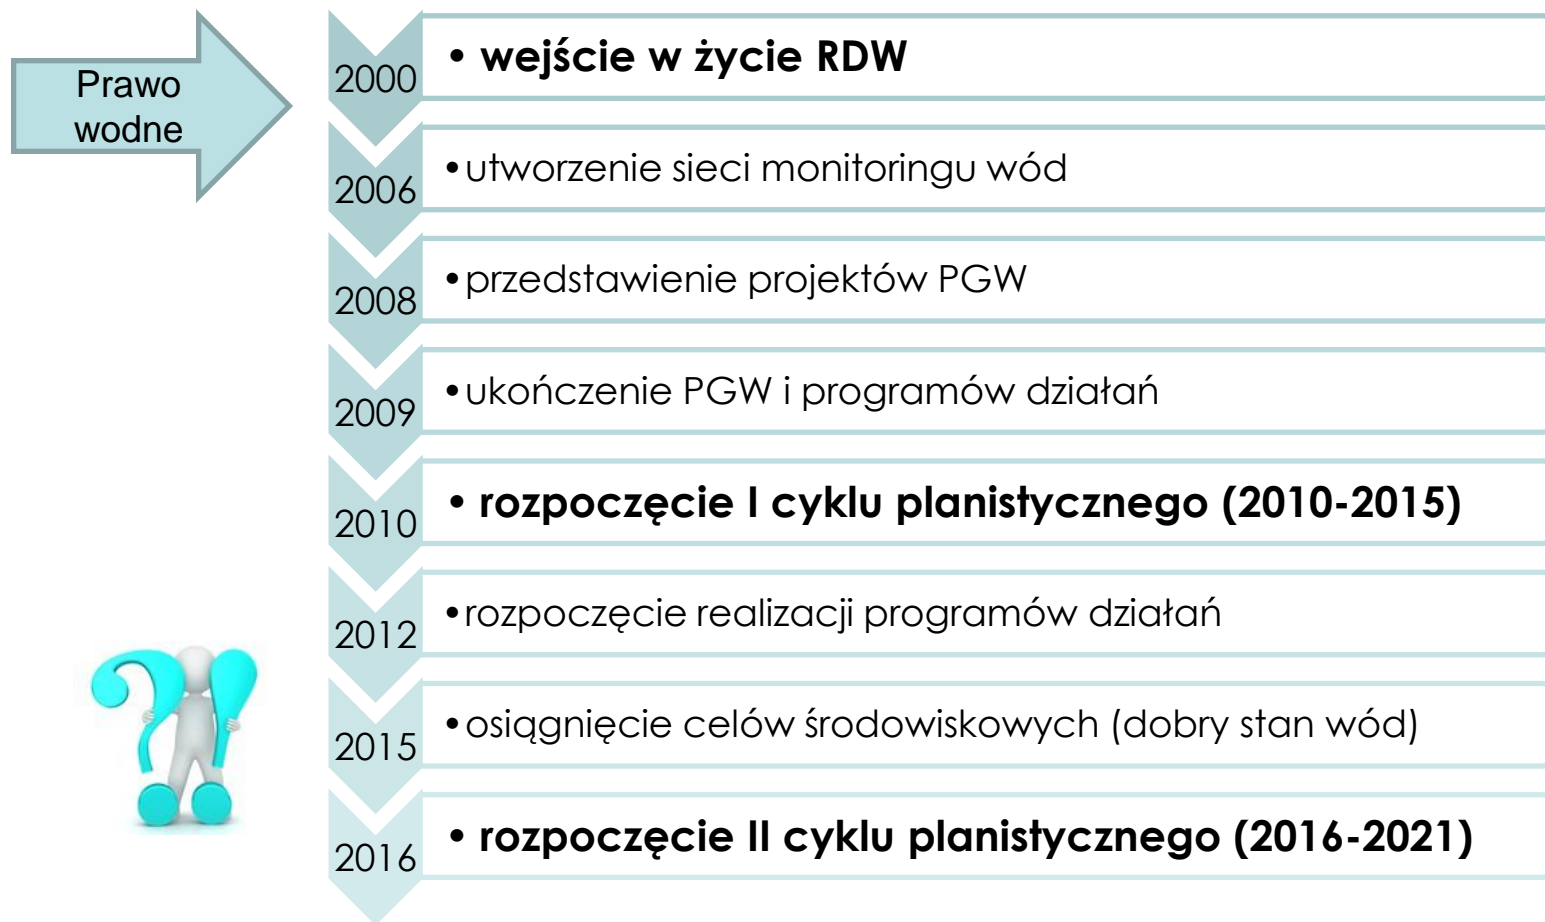 Prawo
wodne
2000
• wejście w życie RDW
2006
•utworzenie sieci monitoringu wód
2008
•przedstawienie projektów PGW
2009
•ukończenie PGW i programów działań
2010
• rozpoczęcie I cyklu planistycznego (2010-2015)
2012
•rozpoczęcie realizacji programów działań
2015
•osiągnięcie celów środowiskowych (dobry stan wód)
2016
• rozpoczęcie II cyklu planistycznego (2016-2021)
?!